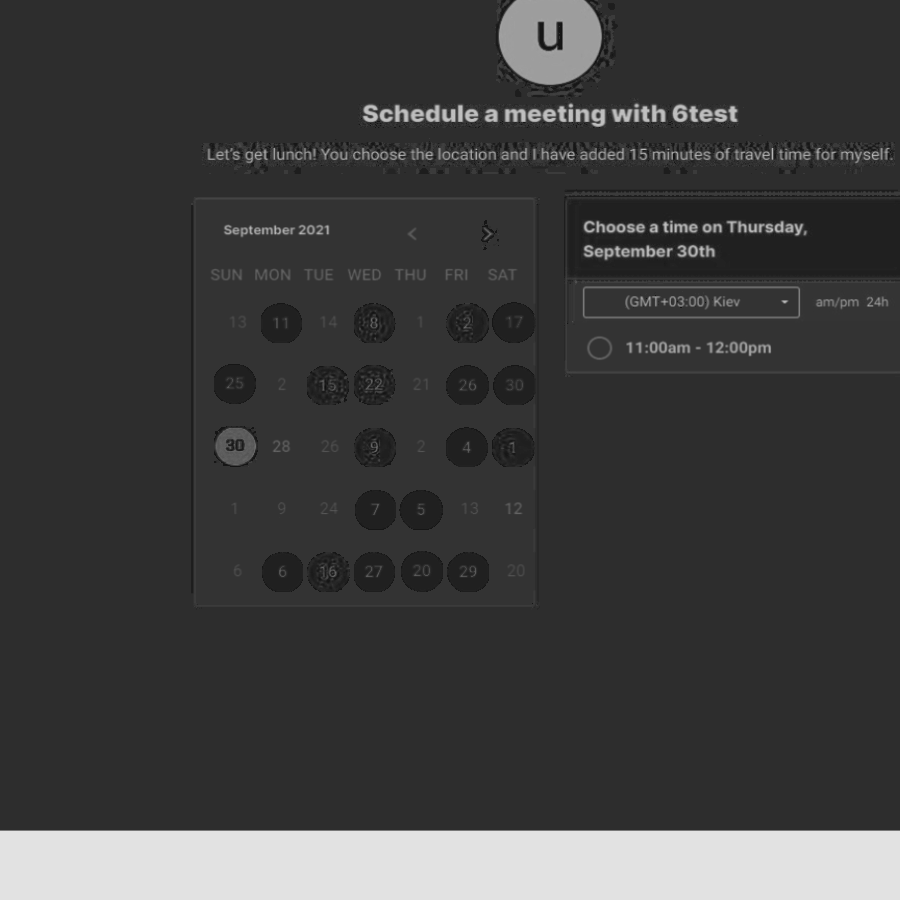 u
Schedule a meeting with 6test
Let's get lunch! You choose the location and I have added 15 minutes of travel time for myself.
September 2021
SUN MON TUE WED THU FRI SAT
13 11 14 8 1 2 17
25 2 15 22 21 26 30
30 28 26 9 2 4 1
1 9 24 7 5 13 12
6 6 16 27 20 29 20
Choose a time on Thursday,
September 30th
(GMT+03:00) Kiev am/pm 24h
11:00am - 12:00pm